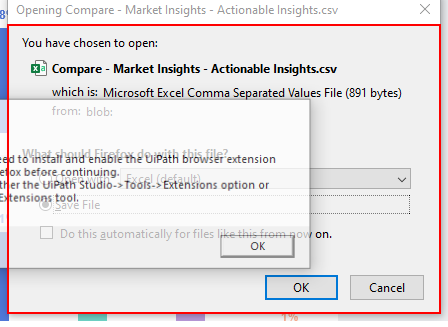 Opening Compare - Market Insights - Actionable Insights.csv
You have chosen to open:
Compare - Market Insights - Actionable Insights.csv
which is: Microsoft Excel Comma Separated Values File (891 bytes)
from: blob:
What should Firefox do with this file?
eed to install and enable the UiPath browser extension
efox before continuing.
Open with Excel (default)
ther the UiPath Studio->Tools->Extensions option or
Extensions tool.
Save File
Do this automatically for files like this from now on.
OK
OK
Cancel
1%